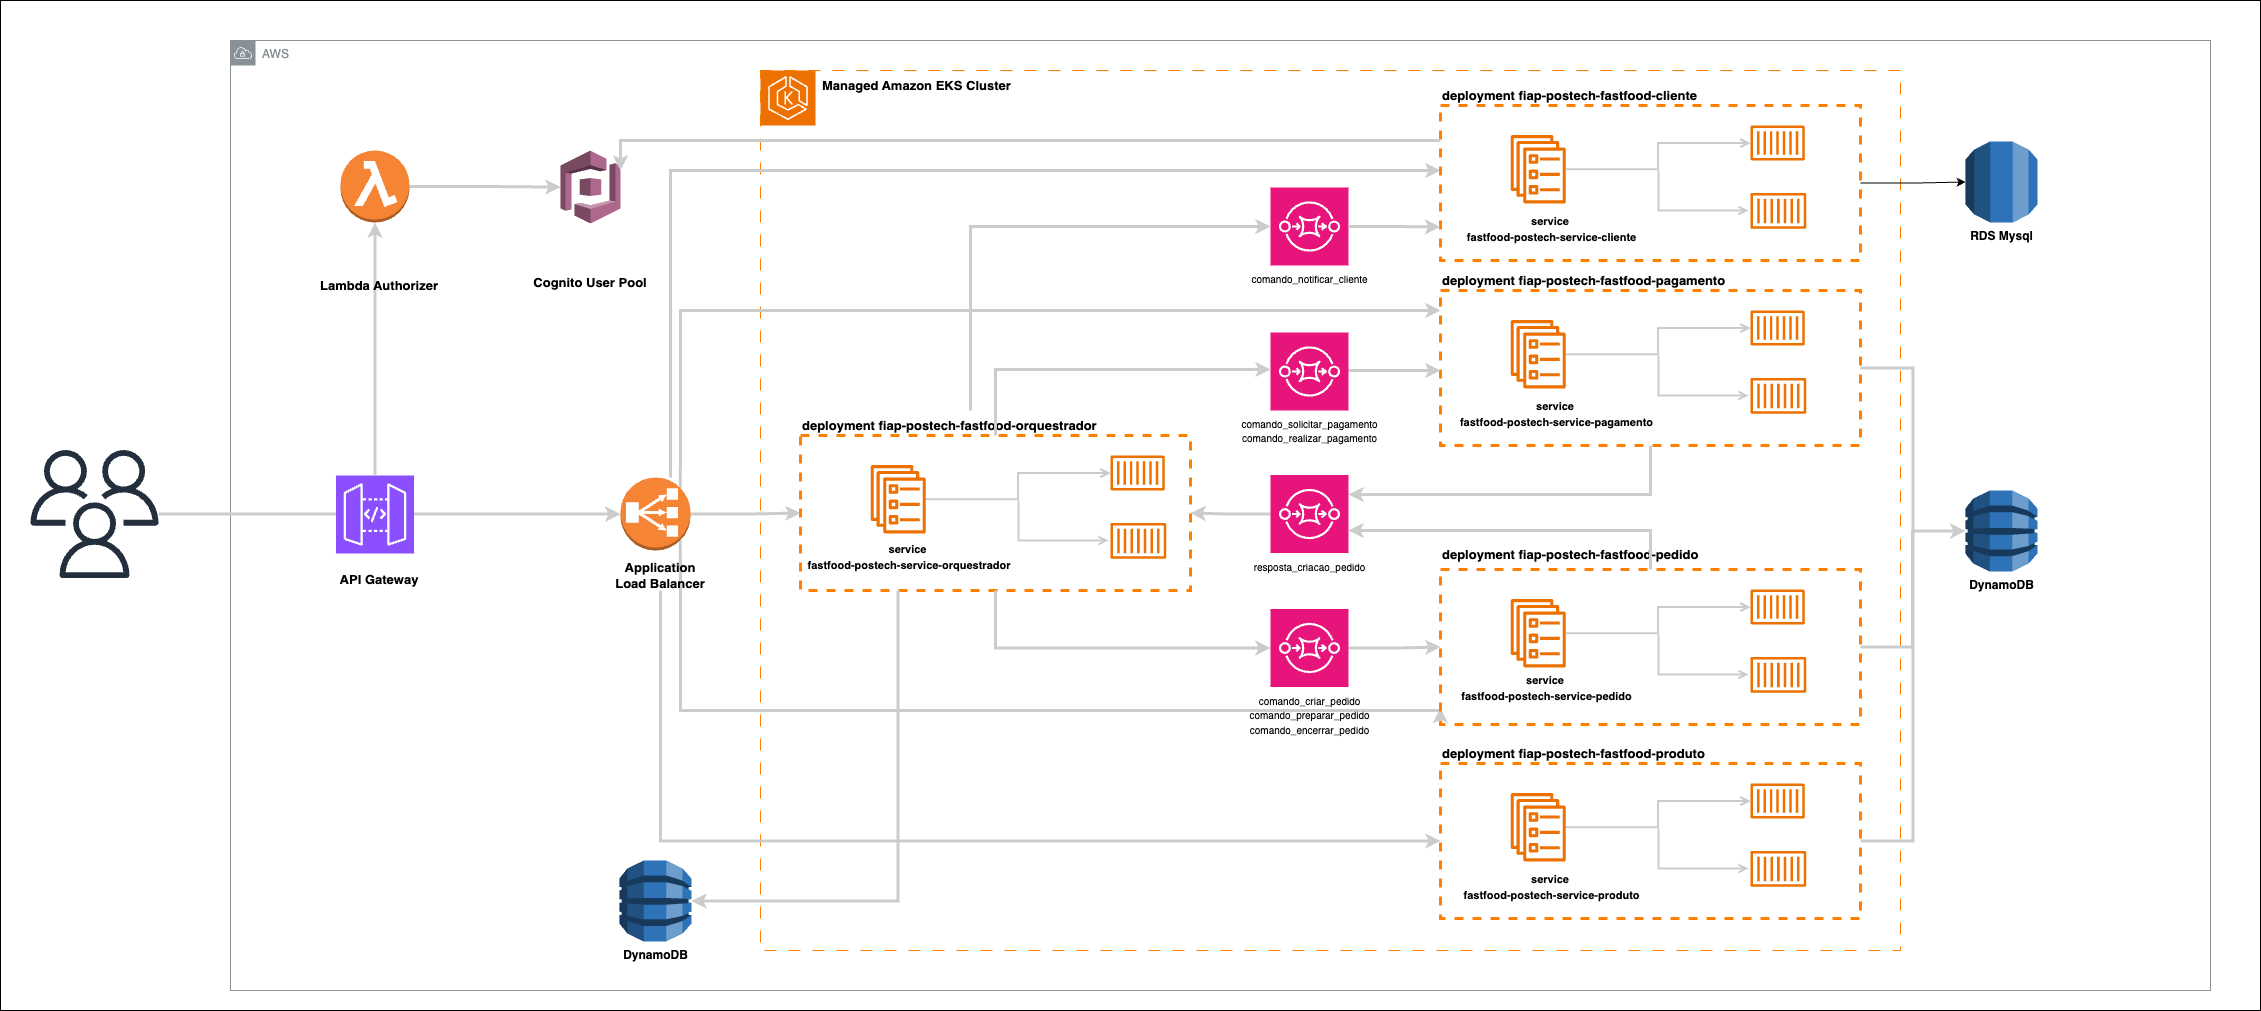 AWS
Managed Amazon EKS Cluster
deployment fiap-postech-fastfood-cliente
service
fastfood-postech-service-cliente
RDS Mysql
Lambda Authorizer
Cognito User Pool
comando_notificar_cliente
deployment fiap-postech-fastfood-pagamento
service
fastfood-postech-service-pagamento
comando_solicitar_pagamento
comando_realizar_pagamento
deployment fiap-postech-fastfood-orquestrador
service
fastfood-postech-service-orquestrador
API Gateway
Application
Load Balancer
resposta_criacao_pedido
deployment fiap-postech-fastfood-pedido
service
fastfood-postech-service-pedido
DynamoDB
comando_criar_pedido
comando_preparar_pedido
comando_encerrar_pedido
deployment fiap-postech-fastfood-produto
service
fastfood-postech-service-produto
DynamoDB